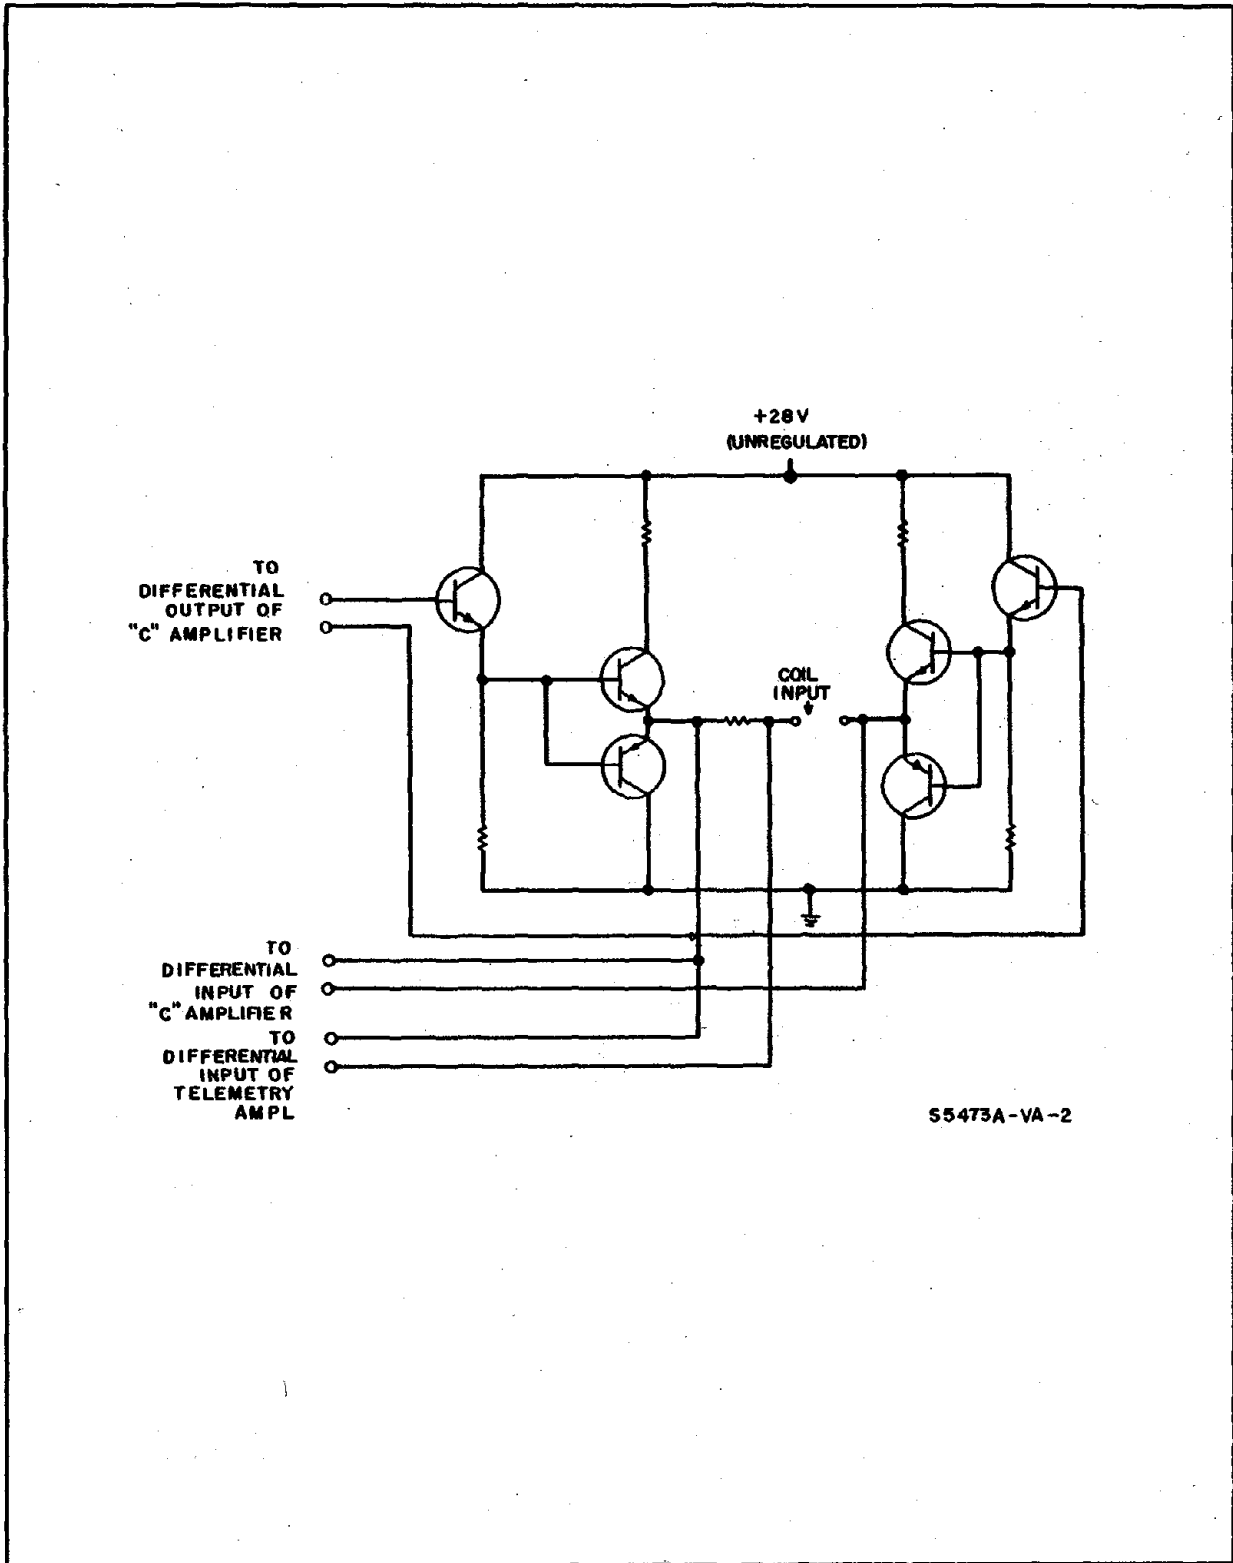 +28V
(UNREGULATED)
TO
DIFFERENTIAL
OUTPUT OF
"C" AMPLIFIER
COIL
INPUT
TO
DIFFERENTIAL
INPUT OF
"C" AMPLIFIER
TO
DIFFERENTIAL
INPUT OF
TELEMETRY
AMPL
S5473A-VA-2